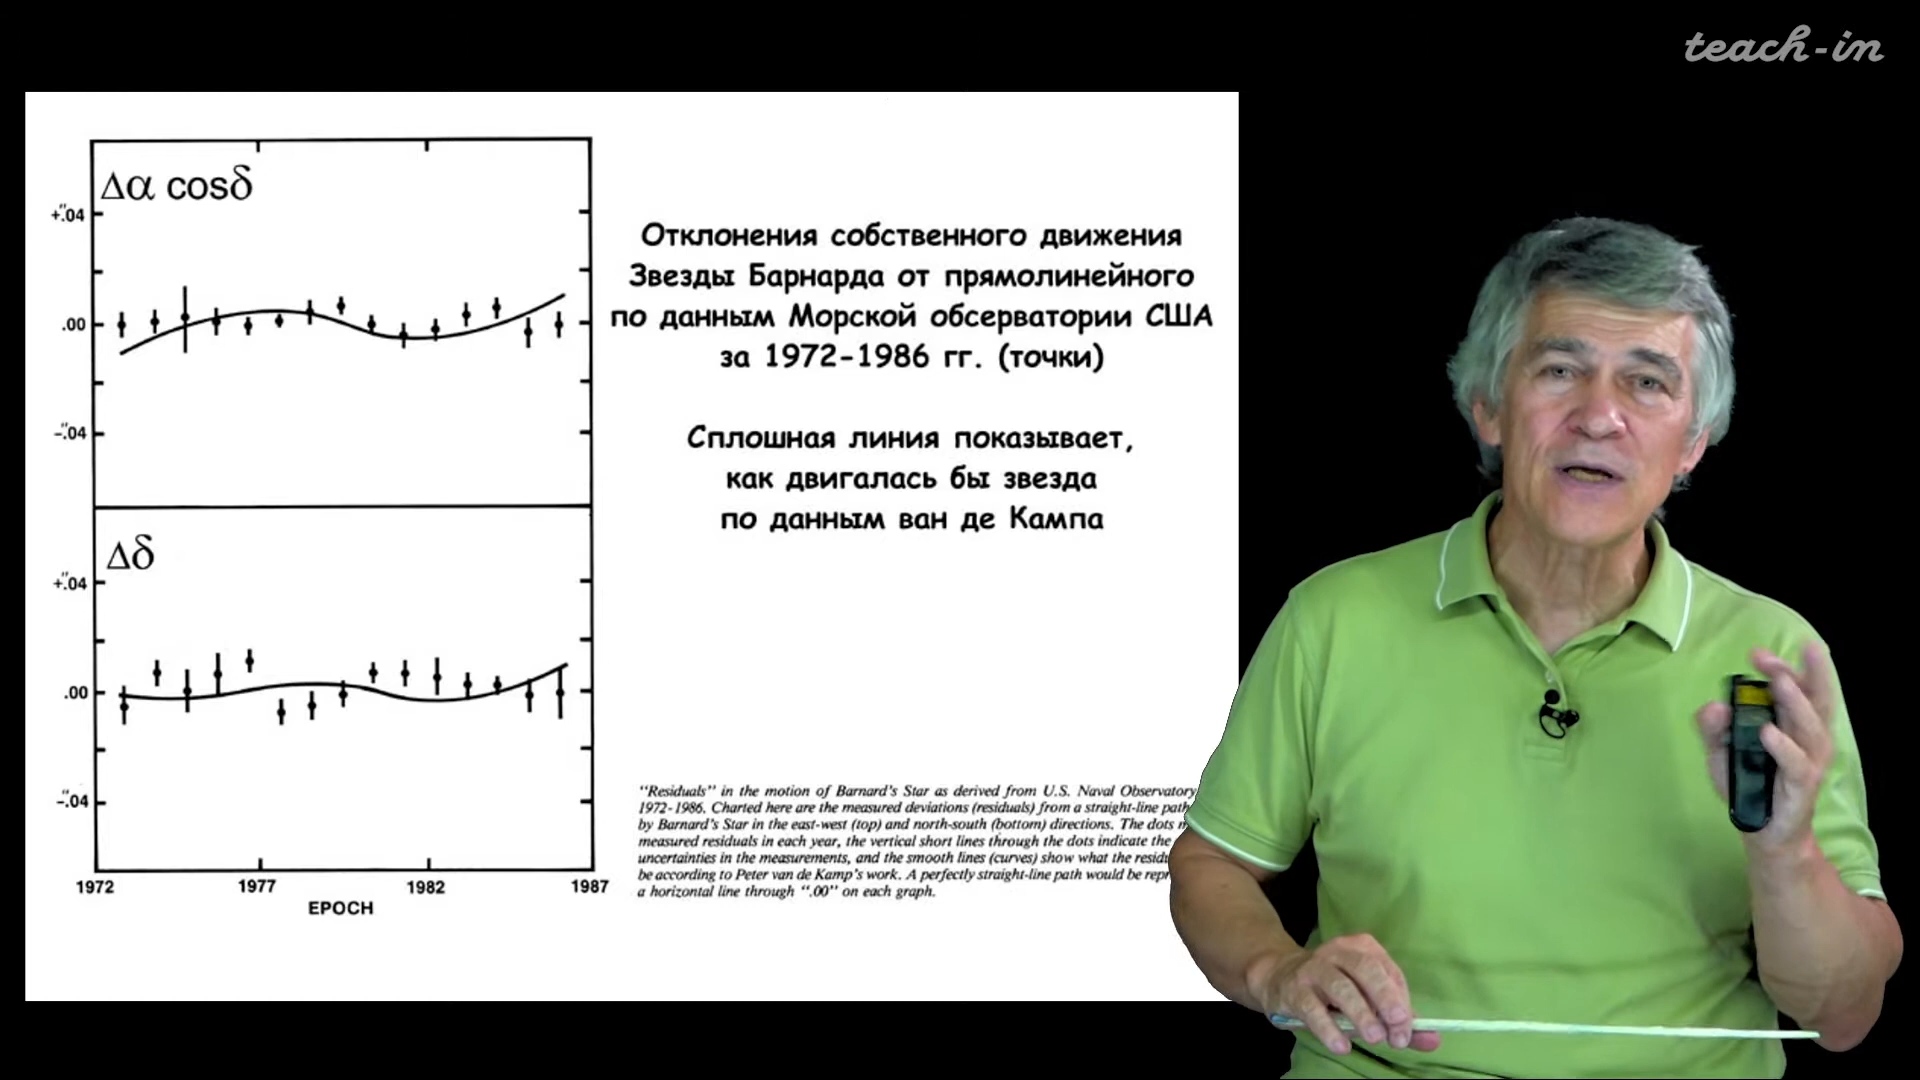 teach-in
Δα cosδ
+.″04
.00
-.″04
Δδ
+.″04
.00
-.″04
1972 1977 1982 1987
EPOCH
Отклонения собственного движения
Звезды Барнарда от прямолинейного
по данным Морской обсерватории США
за 1972-1986 гг. (точки)
Сплошная линия показывает,
как двигалась бы звезда
по данным ван де Кампа
"Residuals" in the motion of Barnard's Star as derived from U.S. Naval Observatory
1972-1986. Charted here are the measured deviations (residuals) from a straight-line path
by Barnard's Star in the east-west (top) and north-south (bottom) directions. The dots
measured residuals in each year, the vertical short lines through the dots indicate the
uncertainties in the measurements, and the smooth lines (curves) show what the
be according to Peter van de Kamp's work. A perfectly straight-line path would be
a horizontal line through ".00" on each graph.